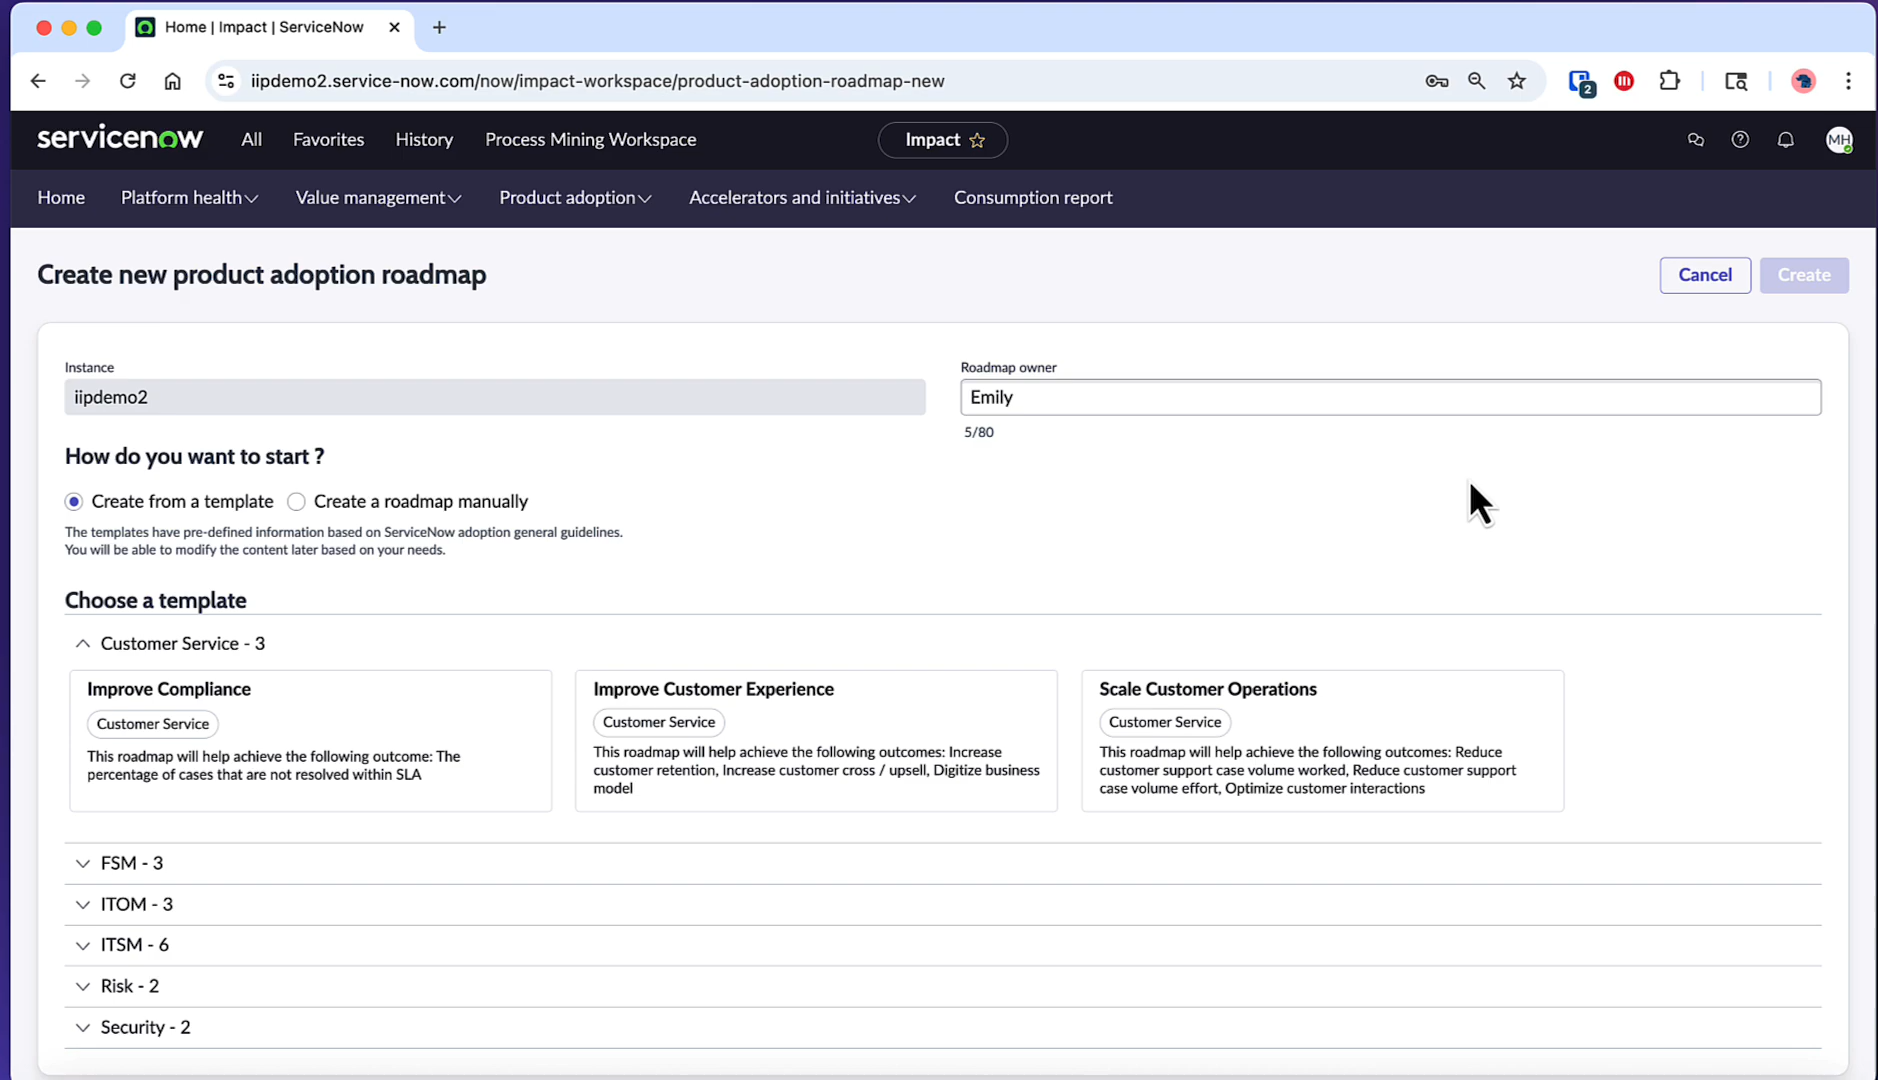 Home | Impact | ServiceNow
iipdemo2.service-now.com/now/impact-workspace/product-adoption-roadmap-new
2
servicenow
All
Favorites
History
Process Mining Workspace
Impact
MH
Home
Platform health
Value management
Product adoption
Accelerators and initiatives
Consumption report
Create new product adoption roadmap
Cancel
Create
Instance
iipdemo2
Roadmap owner
Emily
5/80
How do you want to start ?
Create from a template
Create a roadmap manually
The templates have pre-defined information based on ServiceNow adoption general guidelines.
You will be able to modify the content later based on your needs.
Choose a template
Customer Service - 3
Improve Compliance
Customer Service
This roadmap will help achieve the following outcome: The
percentage of cases that are not resolved within SLA
Improve Customer Experience
Customer Service
This roadmap will help achieve the following outcomes: Increase
customer retention, Increase customer cross / upsell, Digitize business
model
Scale Customer Operations
Customer Service
This roadmap will help achieve the following outcomes: Reduce
customer support case volume worked, Reduce customer support
case volume effort, Optimize customer interactions
FSM - 3
ITOM - 3
ITSM - 6
Risk - 2
Security - 2